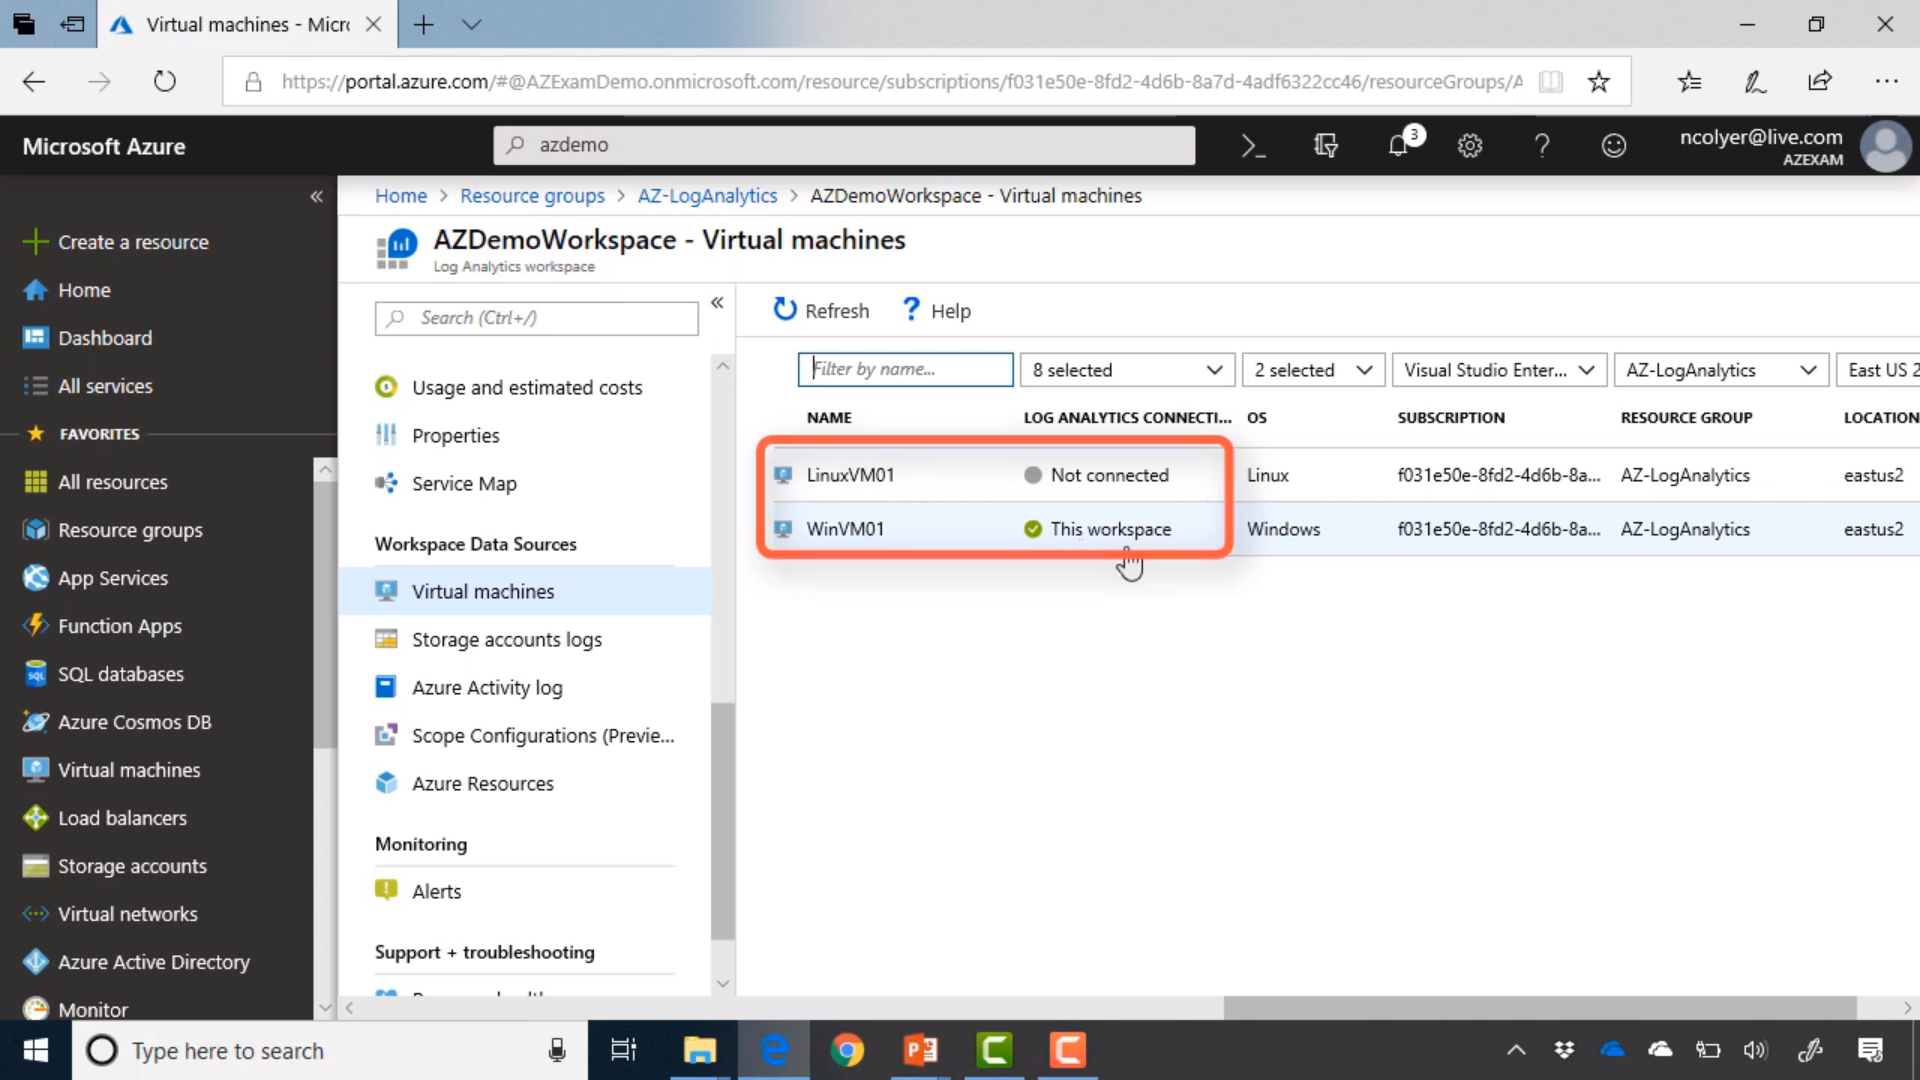 Virtual machines - Micr
https://portal.azure.com/#@AZExamDemo.onmicrosoft.com/resource/subscriptions/f031e50e-8fd2-4d6b-8a7d-4adf6322cc46/resourceGroups/A
Microsoft Azure
azdemo
3
ncolyer@live.com
AZEXAM
Home > Resource groups > AZ-LogAnalytics > AZDemoWorkspace - Virtual machines
AZDemoWorkspace - Virtual machines
Log Analytics workspace
Create a resource
Home
Dashboard
All services
FAVORITES
All resources
Resource groups
App Services
Function Apps
SQL databases
Azure Cosmos DB
Virtual machines
Load balancers
Storage accounts
Virtual networks
Azure Active Directory
Monitor
Search (Ctrl+/)
Usage and estimated costs
Properties
Service Map
Workspace Data Sources
Virtual machines
Storage accounts logs
Azure Activity log
Scope Configurations (Previe...
Azure Resources
Monitoring
Alerts
Support + troubleshooting
Refresh
Help
Filter by name... 8 selected 2 selected Visual Studio Enter... AZ-LogAnalytics East US 2
NAME LOG ANALYTICS CONNECTI... OS SUBSCRIPTION RESOURCE GROUP LOCATION
LinuxVM01 Not connected Linux f031e50e-8fd2-4d6b-8a... AZ-LogAnalytics eastus2
WinVM01 This workspace Windows f031e50e-8fd2-4d6b-8a... AZ-LogAnalytics eastus2
Type here to search